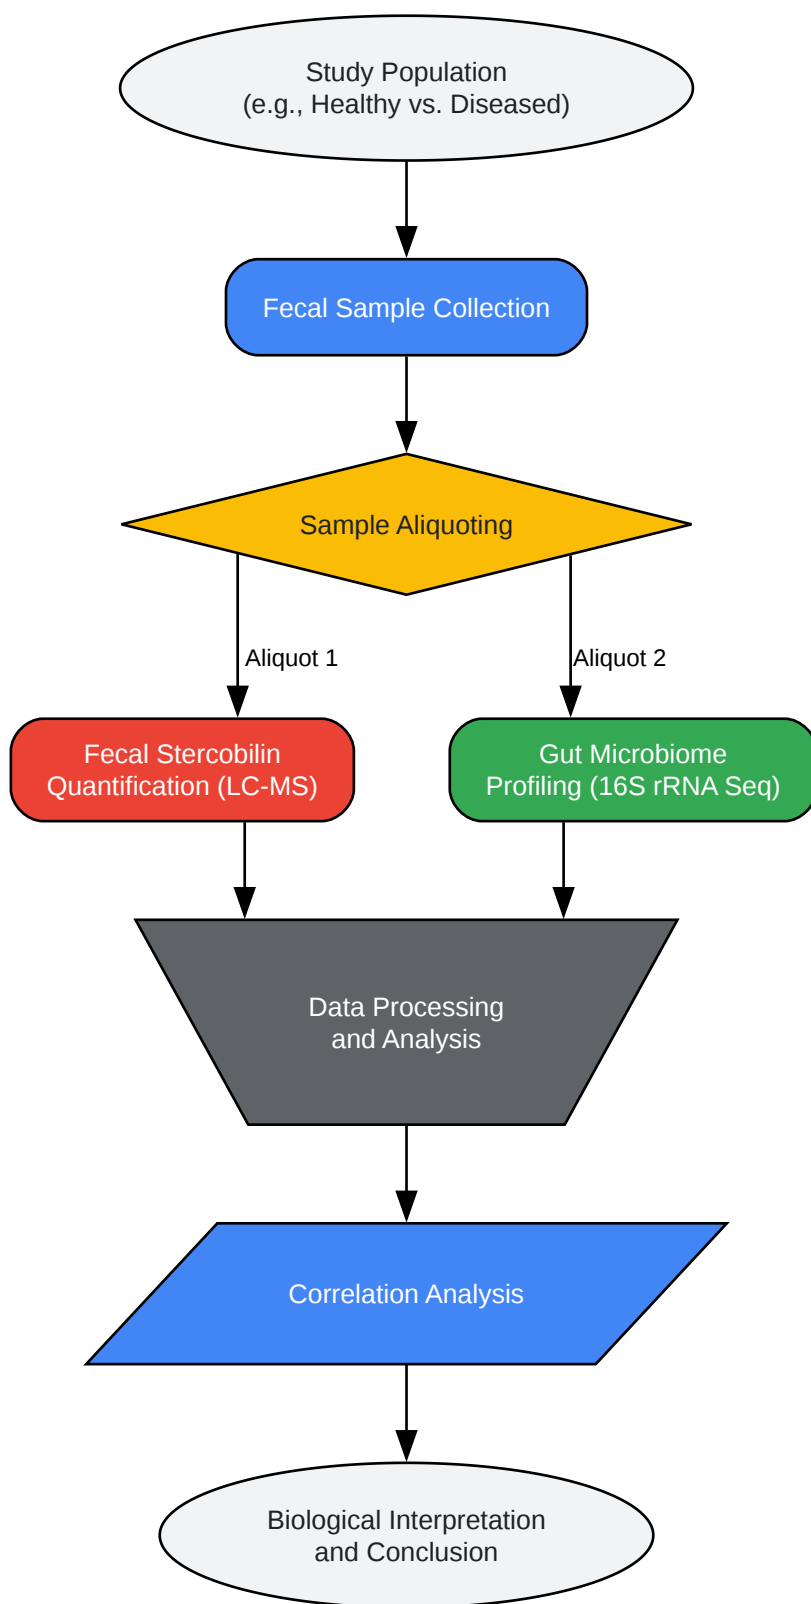 Study Population
(e.g., Healthy vs. Diseased)
Fecal Sample Collection
Sample Aliquoting
Aliquot 1
Aliquot 2
Fecal Stercobilin
Quantification (LC-MS)
Gut Microbiome
Profiling (16S rRNA Seq)
Data Processing
and Analysis
Correlation Analysis
Biological Interpretation
and Conclusion